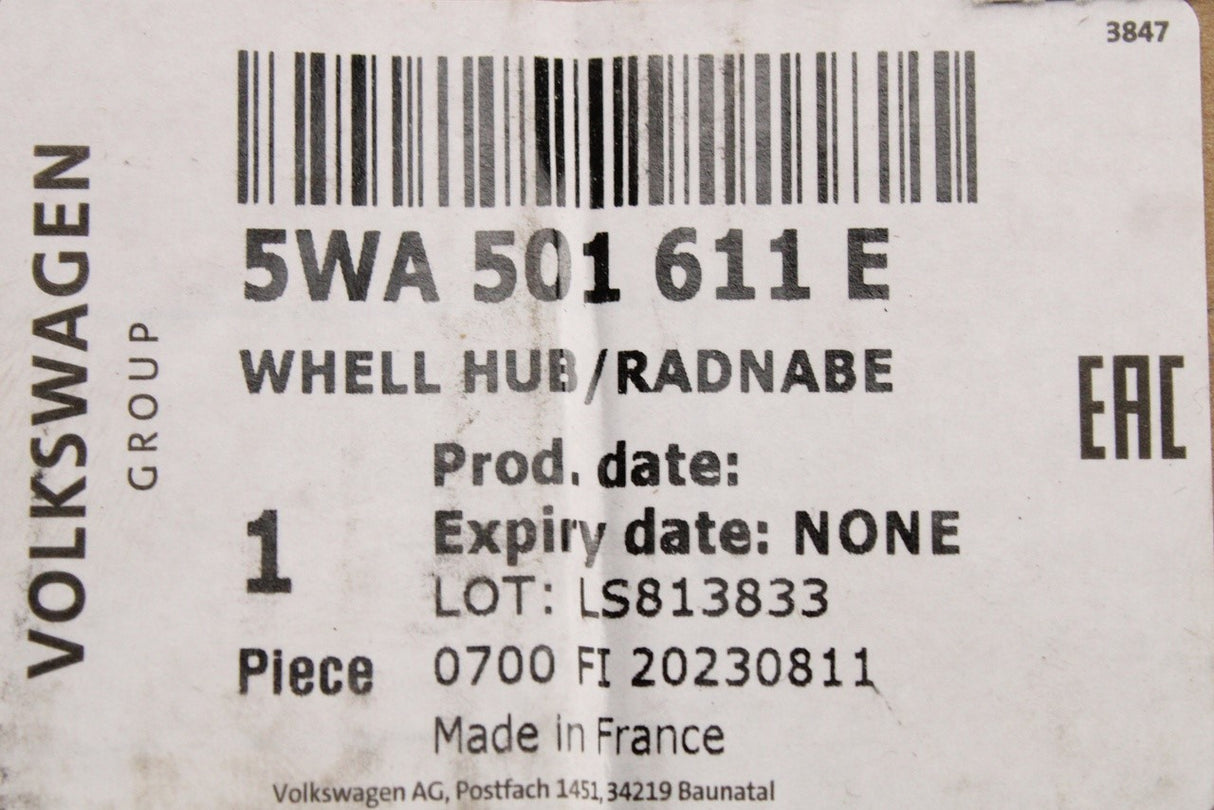 3847
VOLKSWAGEN
GROUP
5WA 501 611 E
WHELL HUB/RADNABE
EAC
Prod. date:
1
Expiry date: NONE
LOT: LS813833
Piece
0700 FI 20230811
Made in France
Volkswagen AG, Postfach 1451,34219 Baunatal